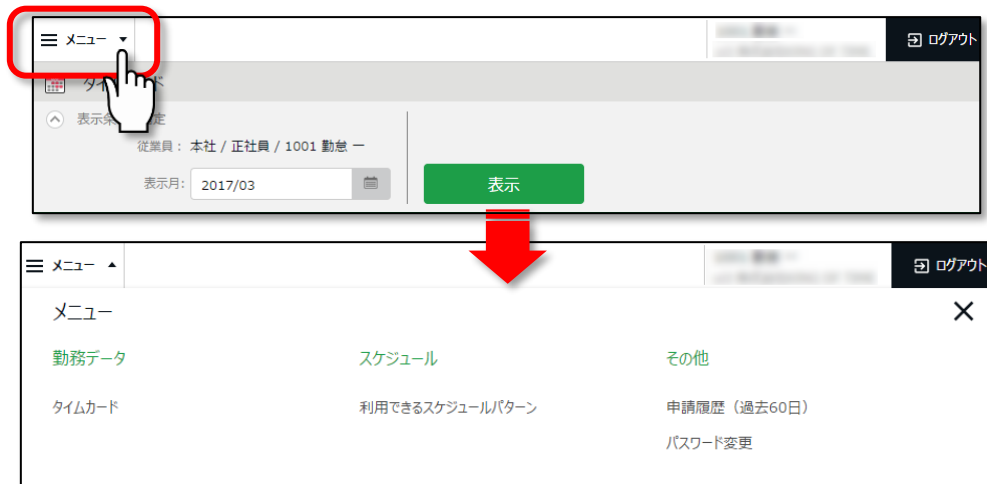 メニュー
ログアウト
タイムカード
表示条件
定
従業員： 本社 / 正社員 / 1001 勤怠 一
表示月: 2017/03
表示
メニュー
ログアウト
メニュー
勤務データ
スケジュール
その他
タイムカード
利用できるスケジュールパターン
申請履歴（過去60日）
パスワード変更